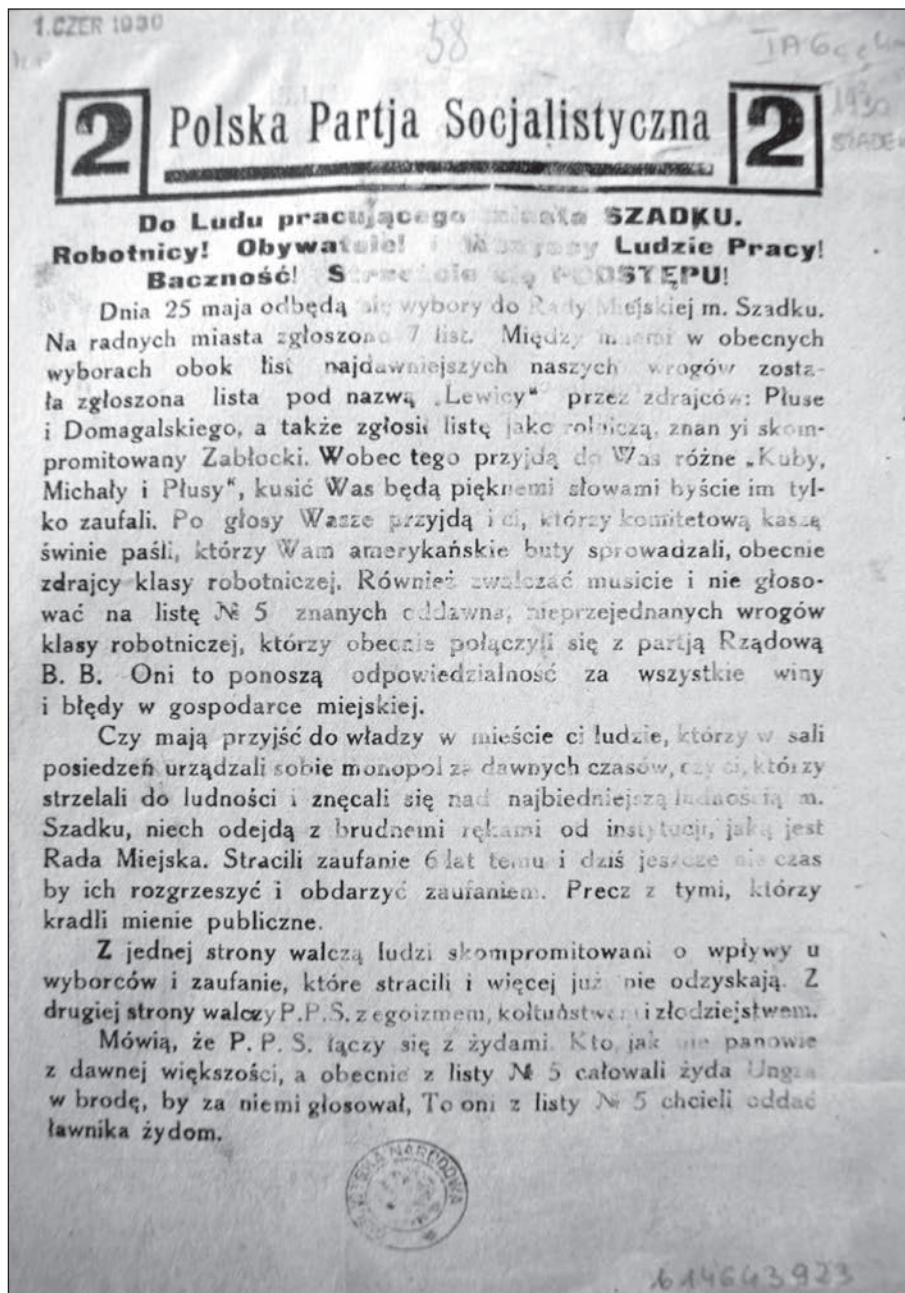 1. CZER 1930
58
1930
2 Polska Partja Socjalistyczna 2
Do Ludu pracującego miasta SZADKU.
Robotnicy! Obywatele! i Wszyscy Ludzie Pracy!
Baczność! Strzeżcie się PODSTĘPU!
Dnia 25 maja odbędą się wybory do Rady Miejskiej m. Szadku.
Na radnych miasta zgłoszono 7 list. Między innemi w obecnych
wyborach obok list najdawniejszych naszych wrogów zosta-
ła zgłoszona lista pod nazwą „Lewicy" przez zdrajców: Płuse
i Domagalskiego, a także zgłosił listę jako rolniczą, znan yi skom-
promitowany Zabłocki. Wobec tego przyjdą do Was różne „Kuby,
Michały i Płusy", kusić Was będą pięknemi słowami byście im tyl-
ko zaufali. Po głosy Wasze przyjdą i ci, którzy komitetową kaszę
świnie paśli, którzy Wam amerykańskie buty sprowadzali, obecnie
zdrajcy klasy robotniczej. Również zwalczać musicie i nie głoso-
wać na listę № 5 znanych oddawna, nieprzejednanych wrogów
klasy robotniczej, którzy obecnie połączyli się z partją Rządową
B. B. Oni to ponoszą odpowiedzialność za wszystkie winy
i błędy w gospodarce miejskiej.
Czy mają przyjść do władzy w mieście ci ludzie, którzy w sali
posiedzeń urządzali sobie monopol za dawnych czasów, czy ci, którzy
strzelali do ludności i znęcali się nad najbiedniejszą ludnością m.
Szadku, niech odejdą z brudnemi rękami od instytucji, jaką jest
Rada Miejska. Stracili zaufanie 6 lat temu i dziś jeszcze nie czas
by ich rozgrzeszyć i obdarzyć zaufaniem. Precz z tymi, którzy
kradli mienie publiczne.
Z jednej strony walczą ludzi skompromitowani o wpływy u
wyborców i zaufanie, które stracili i więcej już nie odzyskają. Z
drugiej strony walczy P.P.S. z egoizmem, kołtuństwem i złodziejstwem.
Mówią, że P. P. S. łączy się z żydami. Kto jak nie panowie
z dawnej większości, a obecnie z listy № 5 całowali żyda Ungra
w brodę, by za niemi głosował, To oni z listy № 5 chcieli oddać
ławnika żydom.
NARODOWA
614643923